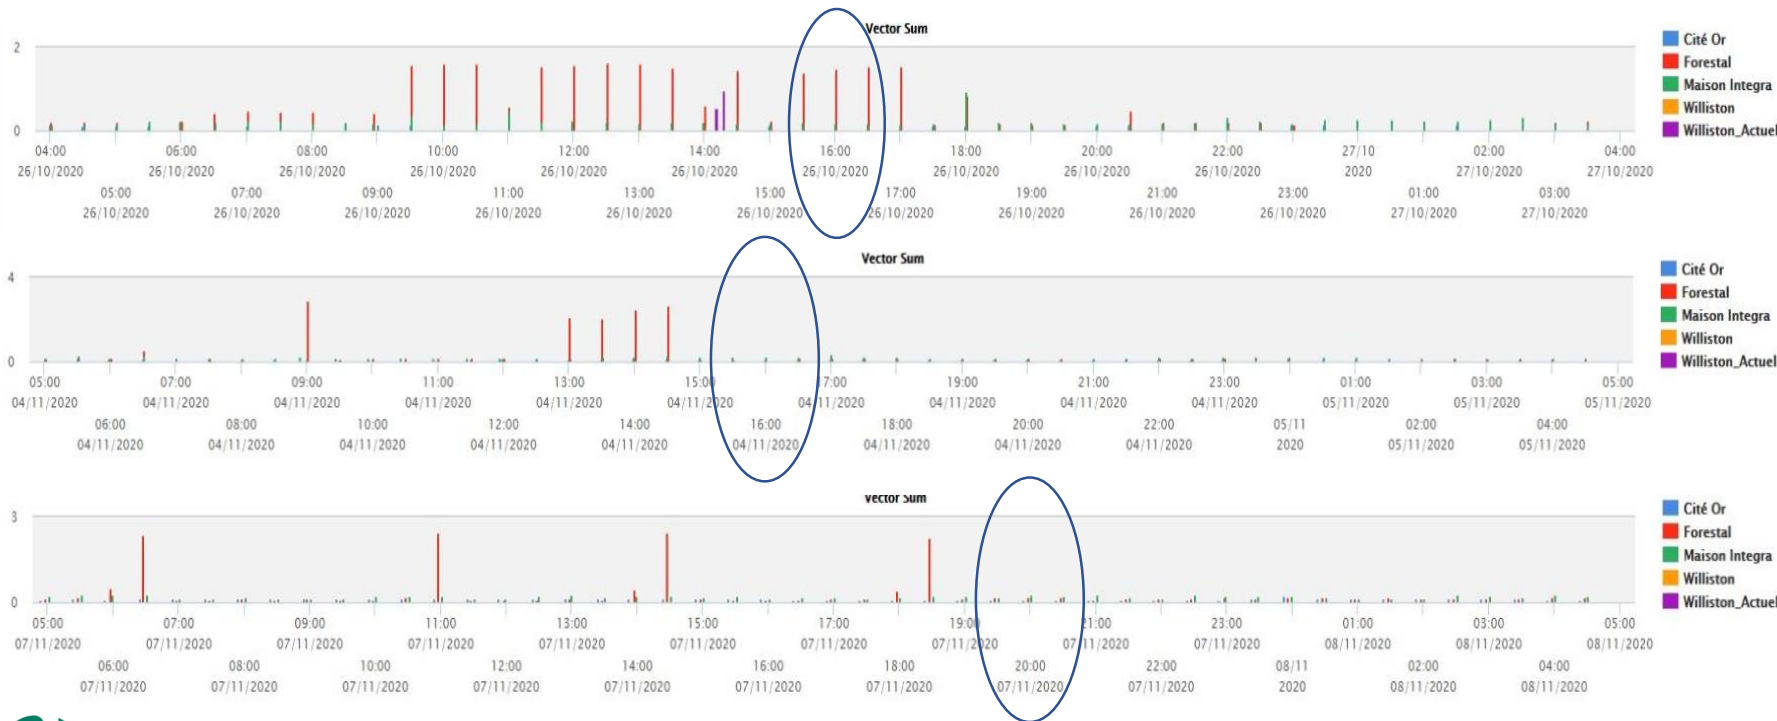 Vector Sum
2
0
Cité Or
Forestal
Maison Integra
Williston
Williston_Actuel
04:00 06:00 08:00 10:00 12:00 14:00 16:00 18:00 20:00 22:00 27/10 02:00 04:00
26/10/2020 26/10/2020 26/10/2020 26/10/2020 26/10/2020 26/10/2020 26/10/2020 26/10/2020 26/10/2020 26/10/2020 2020 27/10/2020 27/10/2020
05:00 07:00 09:00 11:00 13:00 15:00 17:00 19:00 21:00 23:00 01:00 03:00
26/10/2020 26/10/2020 26/10/2020 26/10/2020 26/10/2020 26/10/2020 26/10/2020 26/10/2020 26/10/2020 26/10/2020 27/10/2020 27/10/2020
Vector Sum
4
0
Cité Or
Forestal
Maison Integra
Williston
Williston_Actuel
05:00 07:00 09:00 11:00 13:00 15:00 17:00 19:00 21:00 23:00 01:00 03:00 05:00
04/11/2020 04/11/2020 04/11/2020 04/11/2020 04/11/2020 04/11/2020 04/11/2020 04/11/2020 04/11/2020 04/11/2020 05/11/2020 05/11/2020 05/11/2020
06:00 08:00 10:00 12:00 14:00 16:00 18:00 20:00 22:00 05/11 02:00 04:00
04/11/2020 04/11/2020 04/11/2020 04/11/2020 04/11/2020 04/11/2020 04/11/2020 04/11/2020 04/11/2020 2020 05/11/2020 05/11/2020
Vector Sum
3
0
Cité Or
Forestal
Maison Integra
Williston
Williston_Actuel
05:00 07:00 09:00 11:00 13:00 15:00 17:00 19:00 21:00 23:00 01:00 03:00 05:00
07/11/2020 07/11/2020 07/11/2020 07/11/2020 07/11/2020 07/11/2020 07/11/2020 07/11/2020 07/11/2020 07/11/2020 08/11/2020 08/11/2020 08/11/2020
06:00 08:00 10:00 12:00 14:00 16:00 18:00 20:00 22:00 08/11 02:00 04:00
07/11/2020 07/11/2020 07/11/2020 07/11/2020 07/11/2020 07/11/2020 07/11/2020 07/11/2020 07/11/2020 2020 08/11/2020 08/11/2020